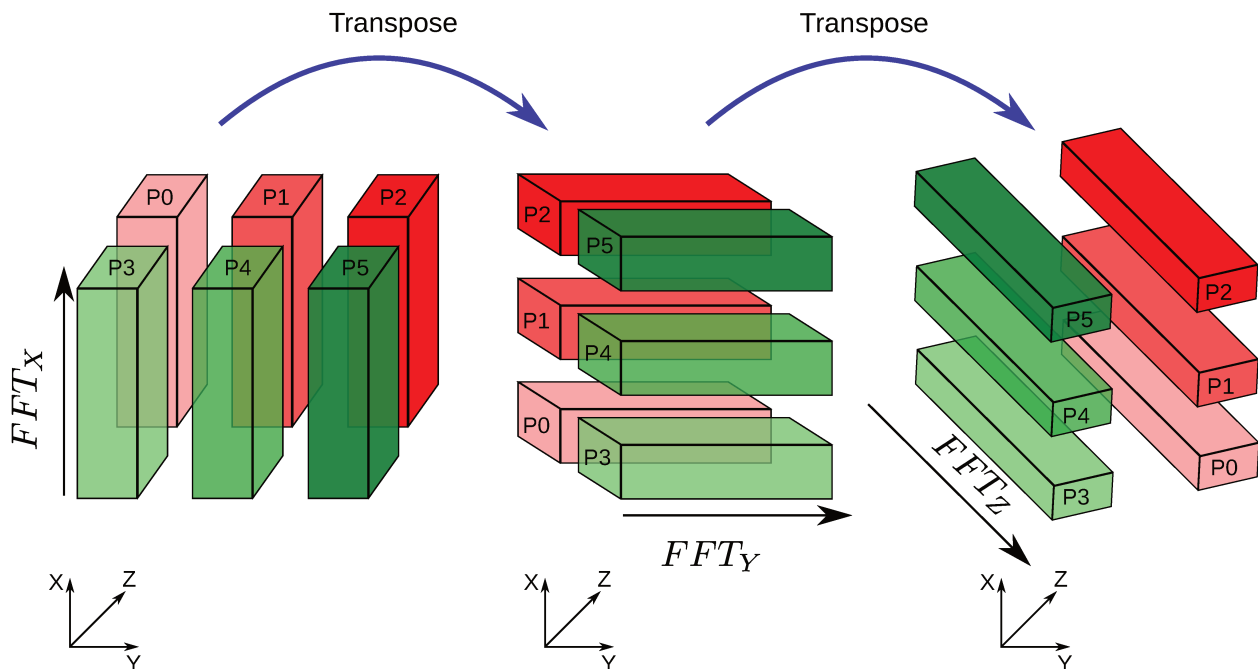 Transpose
Transpose
P0
P1
P2
P3
P4
P5
FFT_X
P2
P5
P1
P4
P0
P3
FFT_Y
P2
P5
P1
P4
P0
P3
FFT_Z
X
Z
Y
X
Z
Y
X
Z
Y